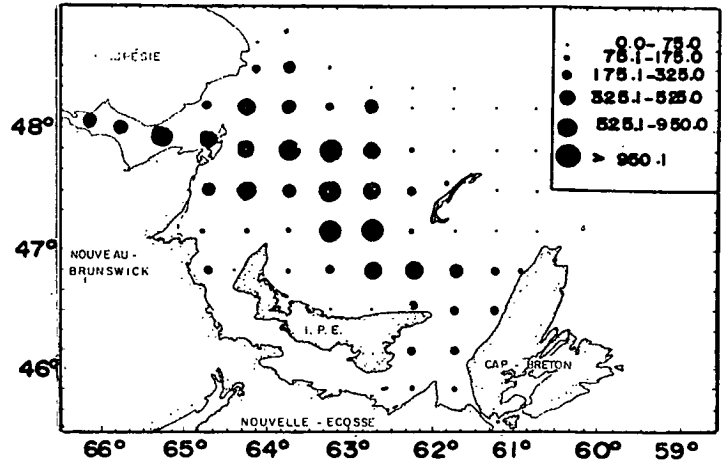 PÉSIE
0.0-75.0
75.1-175.0
175.1-325.0
325.1-525.0
525.1-950.0
> 950.1
48°
47°
46°
NOUVEAU-
BRUNSWICK
I.P.E.
CAP-BRETON
NOUVELLE-ECOSSE
66° 65° 64° 63° 62° 61° 60° 59°